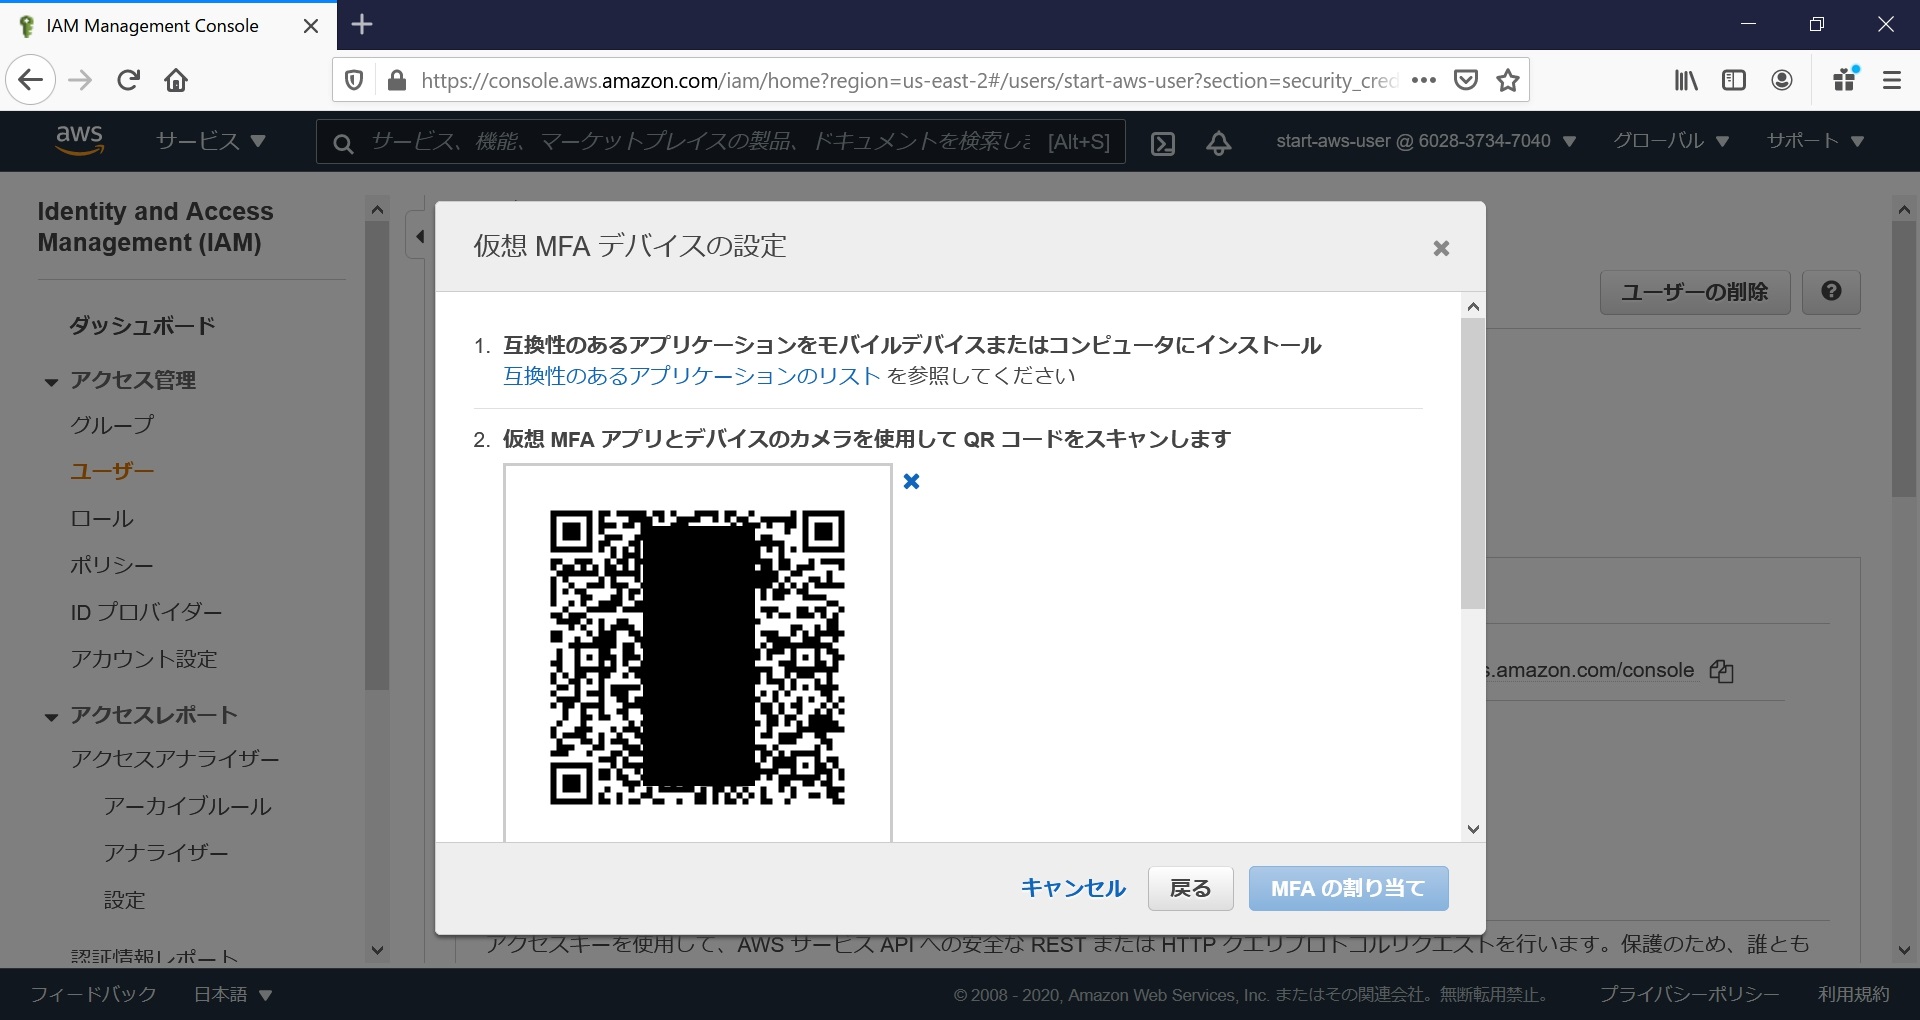 IAM Management Console
https://console.aws.amazon.com/iam/home?region=us-east-2#/users/start-aws-user?section=security_cred
aws
サービス
サービス、機能、マーケットプレイスの製品、ドキュメントを検索しま
[Alt+S]
start-aws-user @ 6028-3734-7040
グローバル
サポート
Identity and Access
Management (IAM)
ダッシュボード
アクセス管理
グループ
ユーザー
ロール
ポリシー
ID プロバイダー
アカウント設定
アクセスレポート
アクセスアナライザー
アーカイブルール
アナライザー
設定
認証情報レポート
ユーザーの削除
仮想 MFA デバイスの設定
1. 互換性のあるアプリケーションをモバイルデバイスまたはコンピュータにインストール
互換性のあるアプリケーションのリスト を参照してください
2. 仮想 MFA アプリとデバイスのカメラを使用して QR コードをスキャンします
s.amazon.com/console
キャンセル
戻る
MFA の割り当て
アクセスキーを使用して、AWS サービス API への安全な REST または HTTP クエリプロトコルリクエストを行います。保護のため、誰とも
フィードバック
日本語
© 2008 - 2020, Amazon Web Services, Inc. またはその関連会社。無断転用禁止。
プライバシーポリシー
利用規約